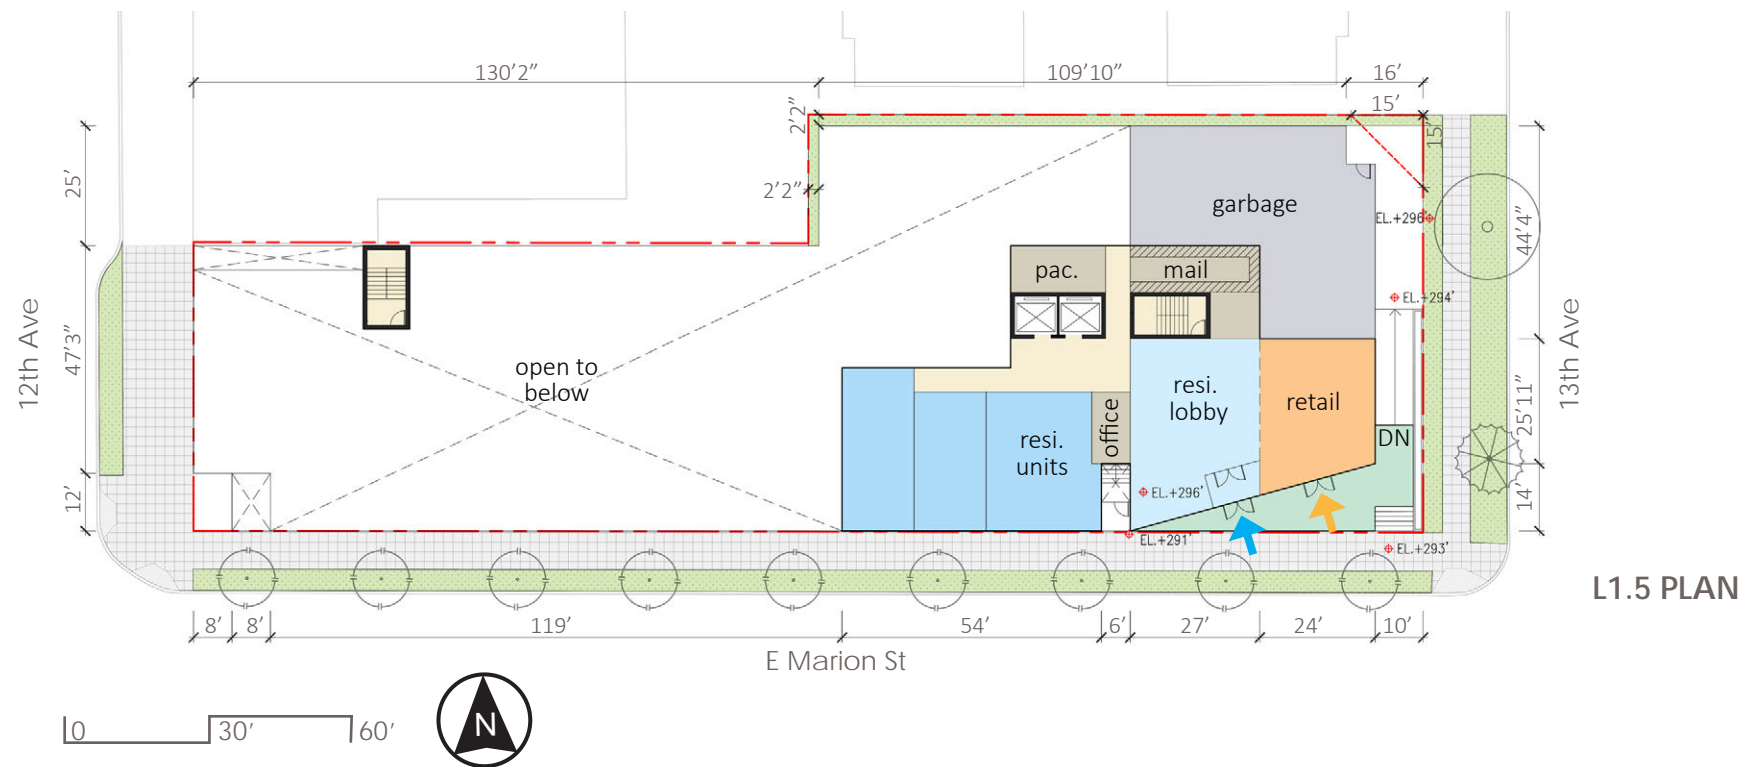 130'2"
109'10"
16'
15'
2'2"
15'
25'
2'2"
garbage
EL.+296'
44'4"
pac.
mail
EL.+294'
12th Ave
47'3"
open to
below
13th Ave
resi.
lobby
retail
25'11"
office
DN
resi.
units
12'
EL.+296'
14'
EL.+291'
EL.+293'
L1.5 PLAN
8'
8'
119'
54'
6'
27'
24'
10'
E Marion St
0
30'
60'
N